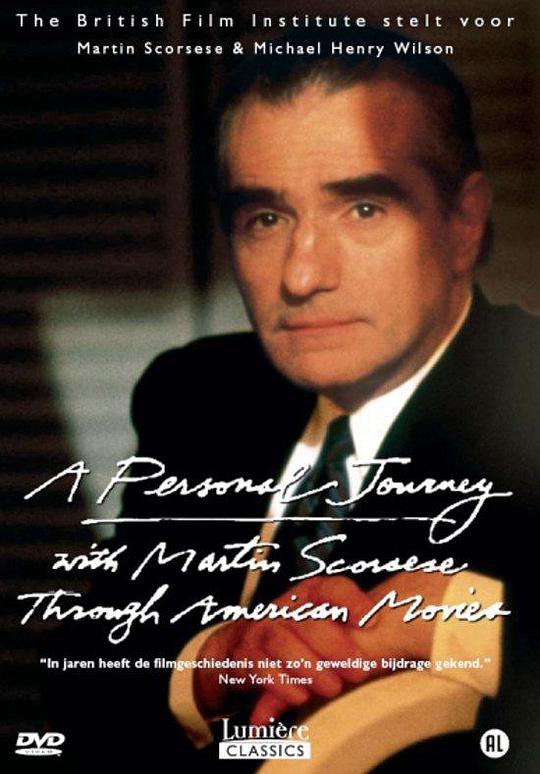 The British Film Institute stelt voor
Martin Scorsese & Michael Henry Wilson
A Personal Journey
with Martin Scorsese
Through American Movies
"In jaren heeft de filmgeschiedenis niet zo'n geweldige bijdrage gekend."
New York Times
DVD
VIDEO
Lumière
CLASSICS
AL